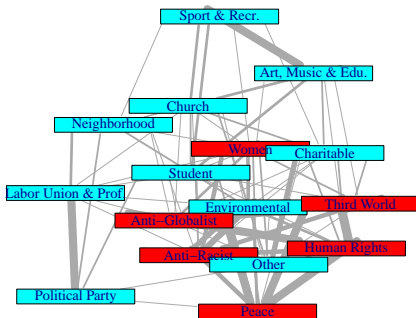 Sport & Recr.
Art, Music & Edu.
Church
Neighborhood
Women
Charitable
Student
Labor Union & Prof
Third World
Environmental
Anti-Globalist
Human Rights
Anti-Racist
Other
Political Party
Peace